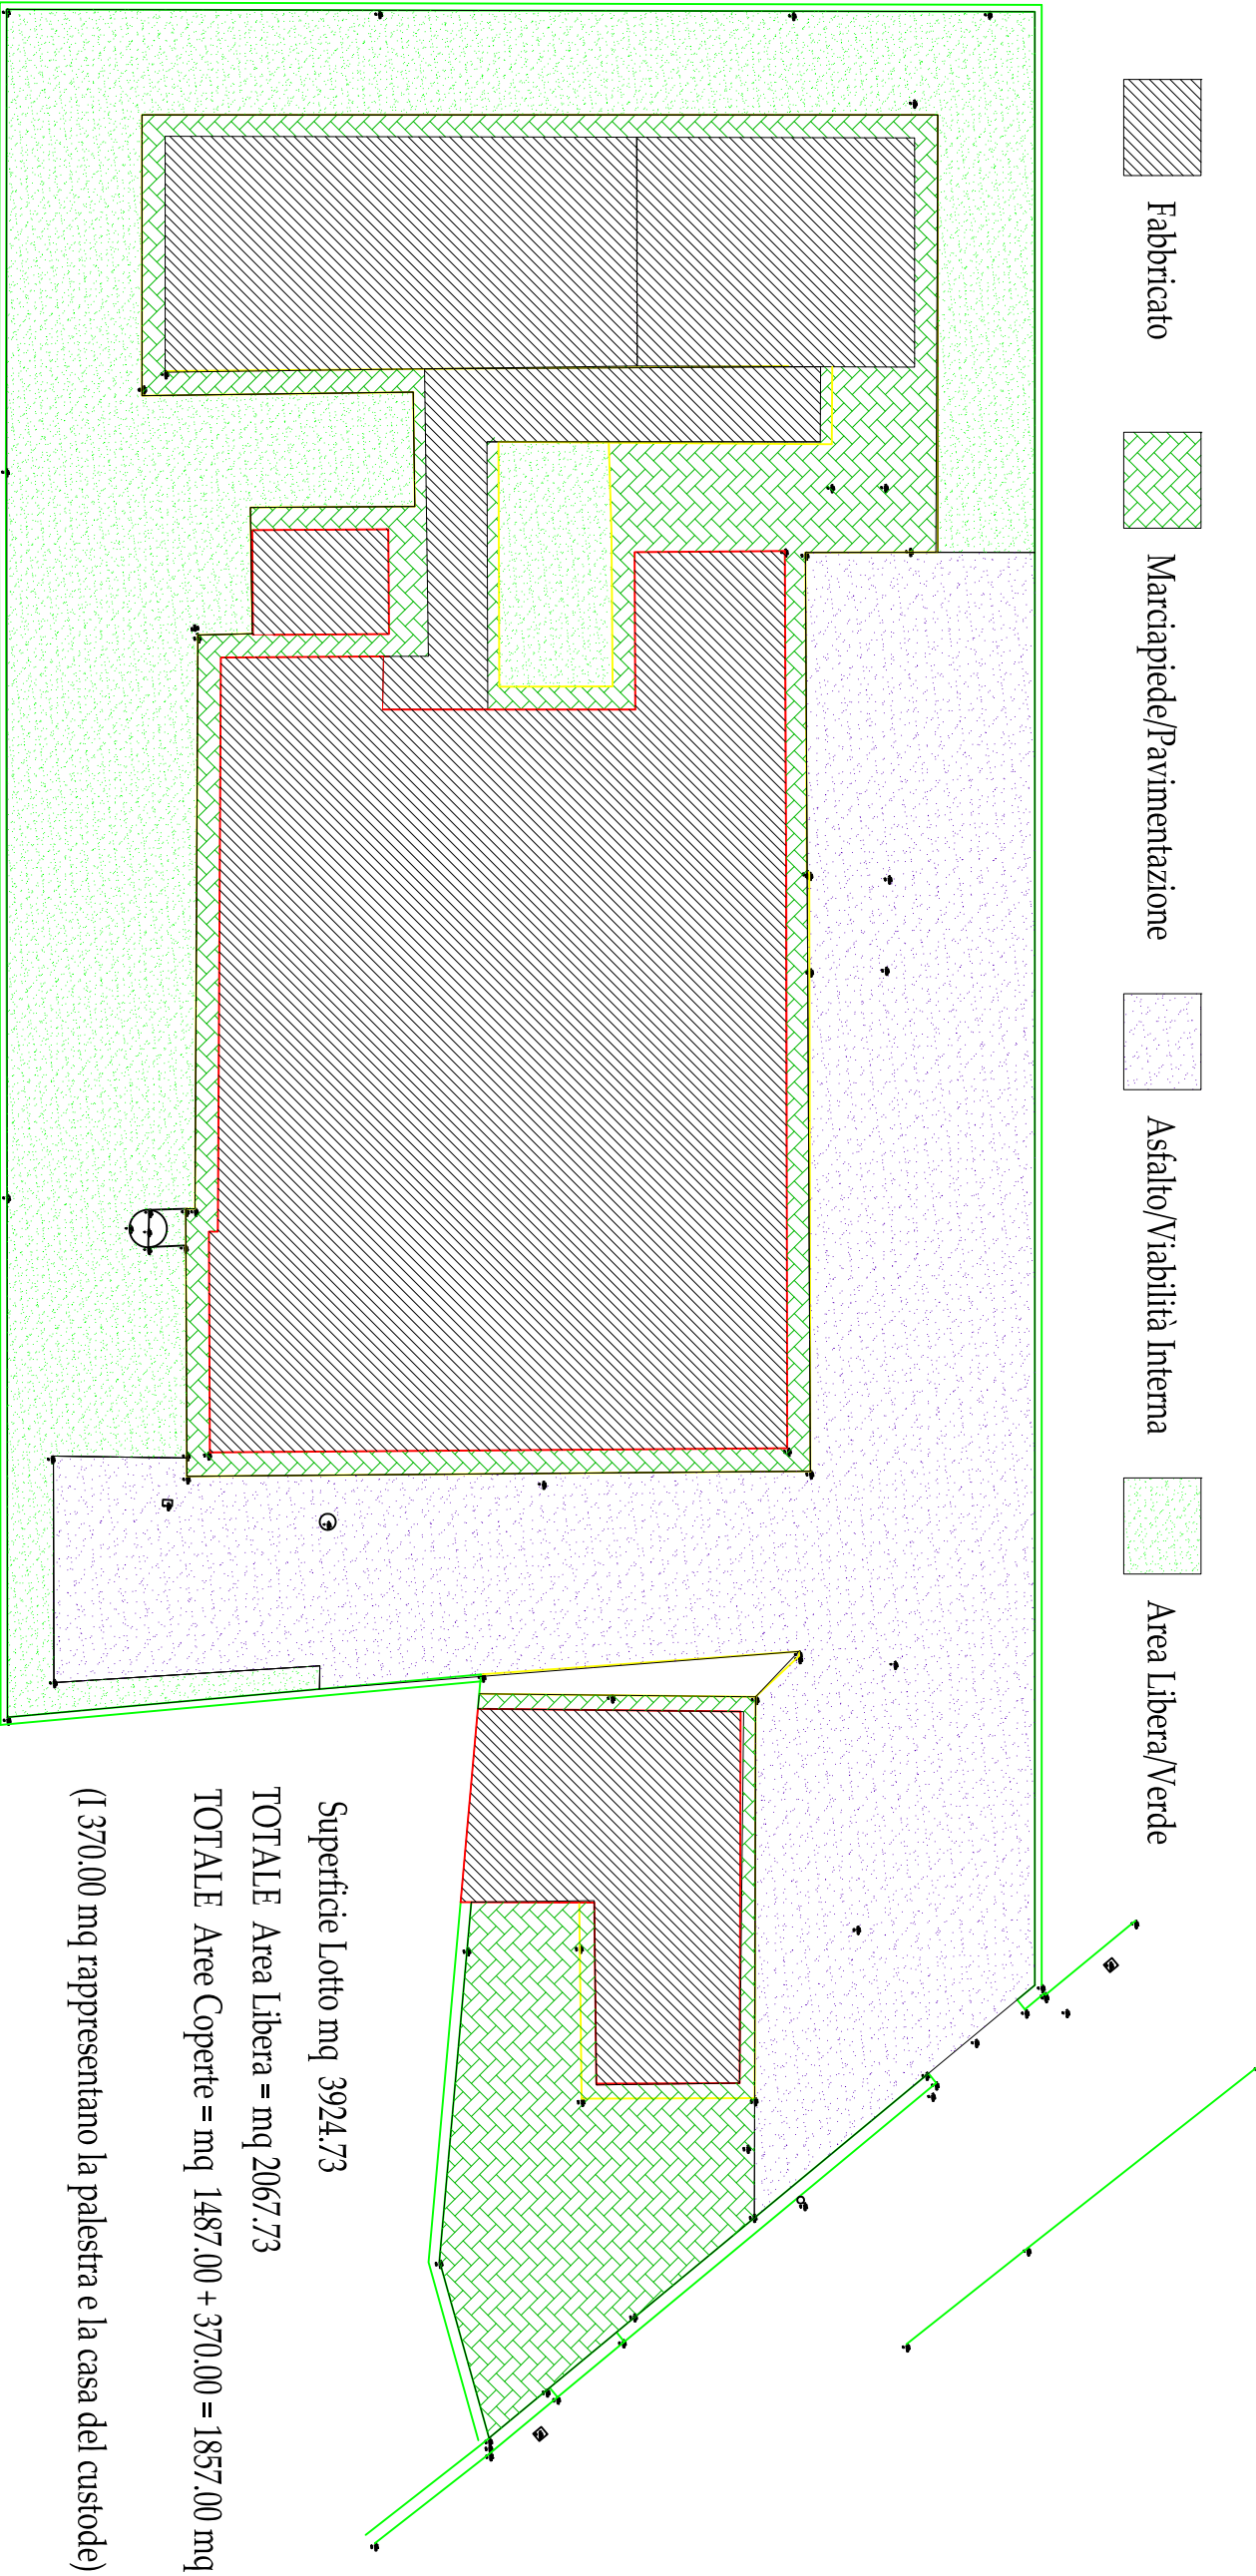 Fabbricato
Marciapiede/Pavimentazione
Asfalto/Viabilità Interna
Area Libera/Verde
Superficie Lotto mq 3924.73
TOTALE Area Libera = mq 2067.73
TOTALE Aree Coperte = mq 1487.00 + 370.00 = 1857.00 mq
(I 370.00 mq rappresentano la palestra e la casa del custode)